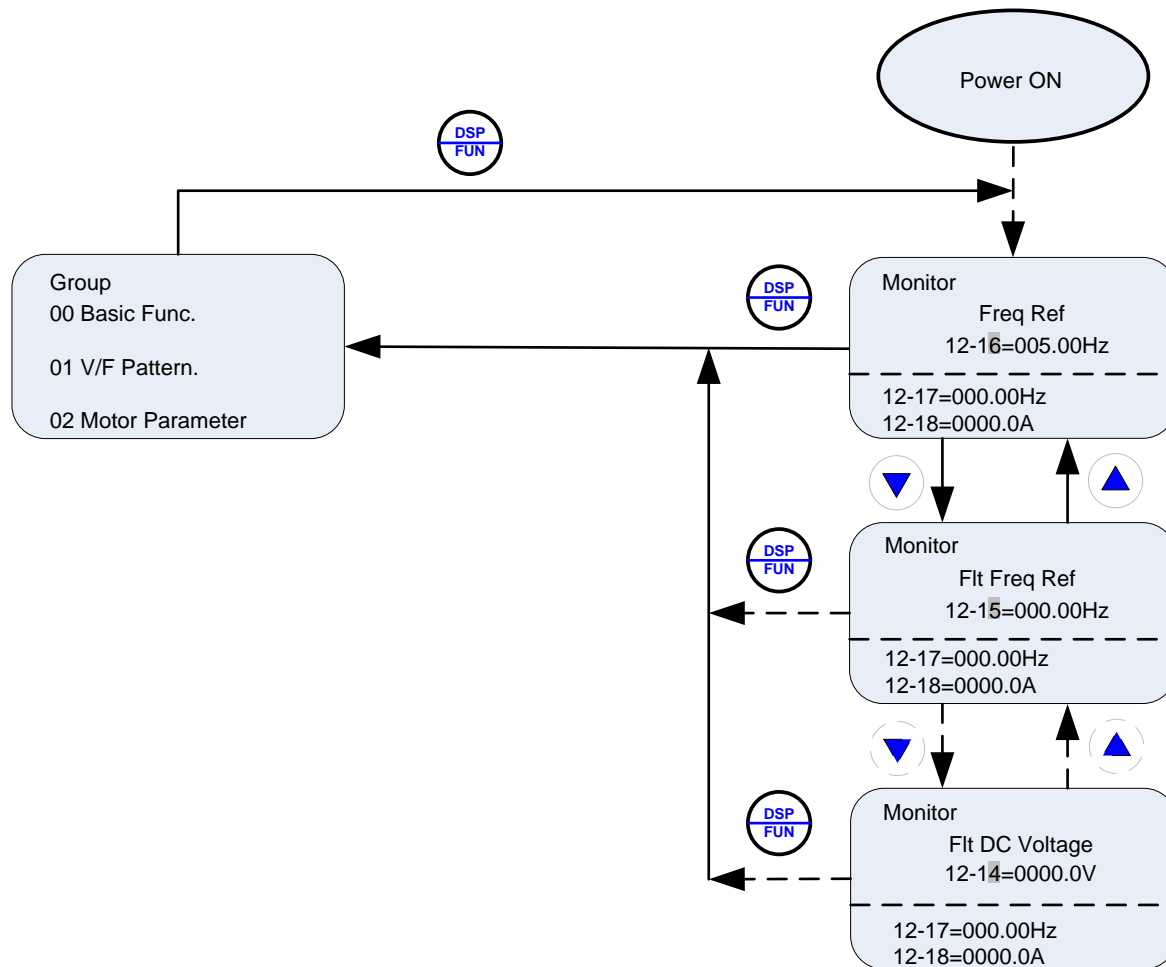 Power ON
DSP
FUN
Group
00 Basic Func.
01 V/F Pattern.
02 Motor Parameter
DSP
FUN
Monitor
Freq Ref
12-16=005.00Hz
12-17=000.00Hz
12-18=0000.0A
DSP
FUN
Monitor
Flt Freq Ref
12-15=000.00Hz
12-17=000.00Hz
12-18=0000.0A
DSP
FUN
Monitor
Flt DC Voltage
12-14=0000.0V
12-17=000.00Hz
12-18=0000.0A